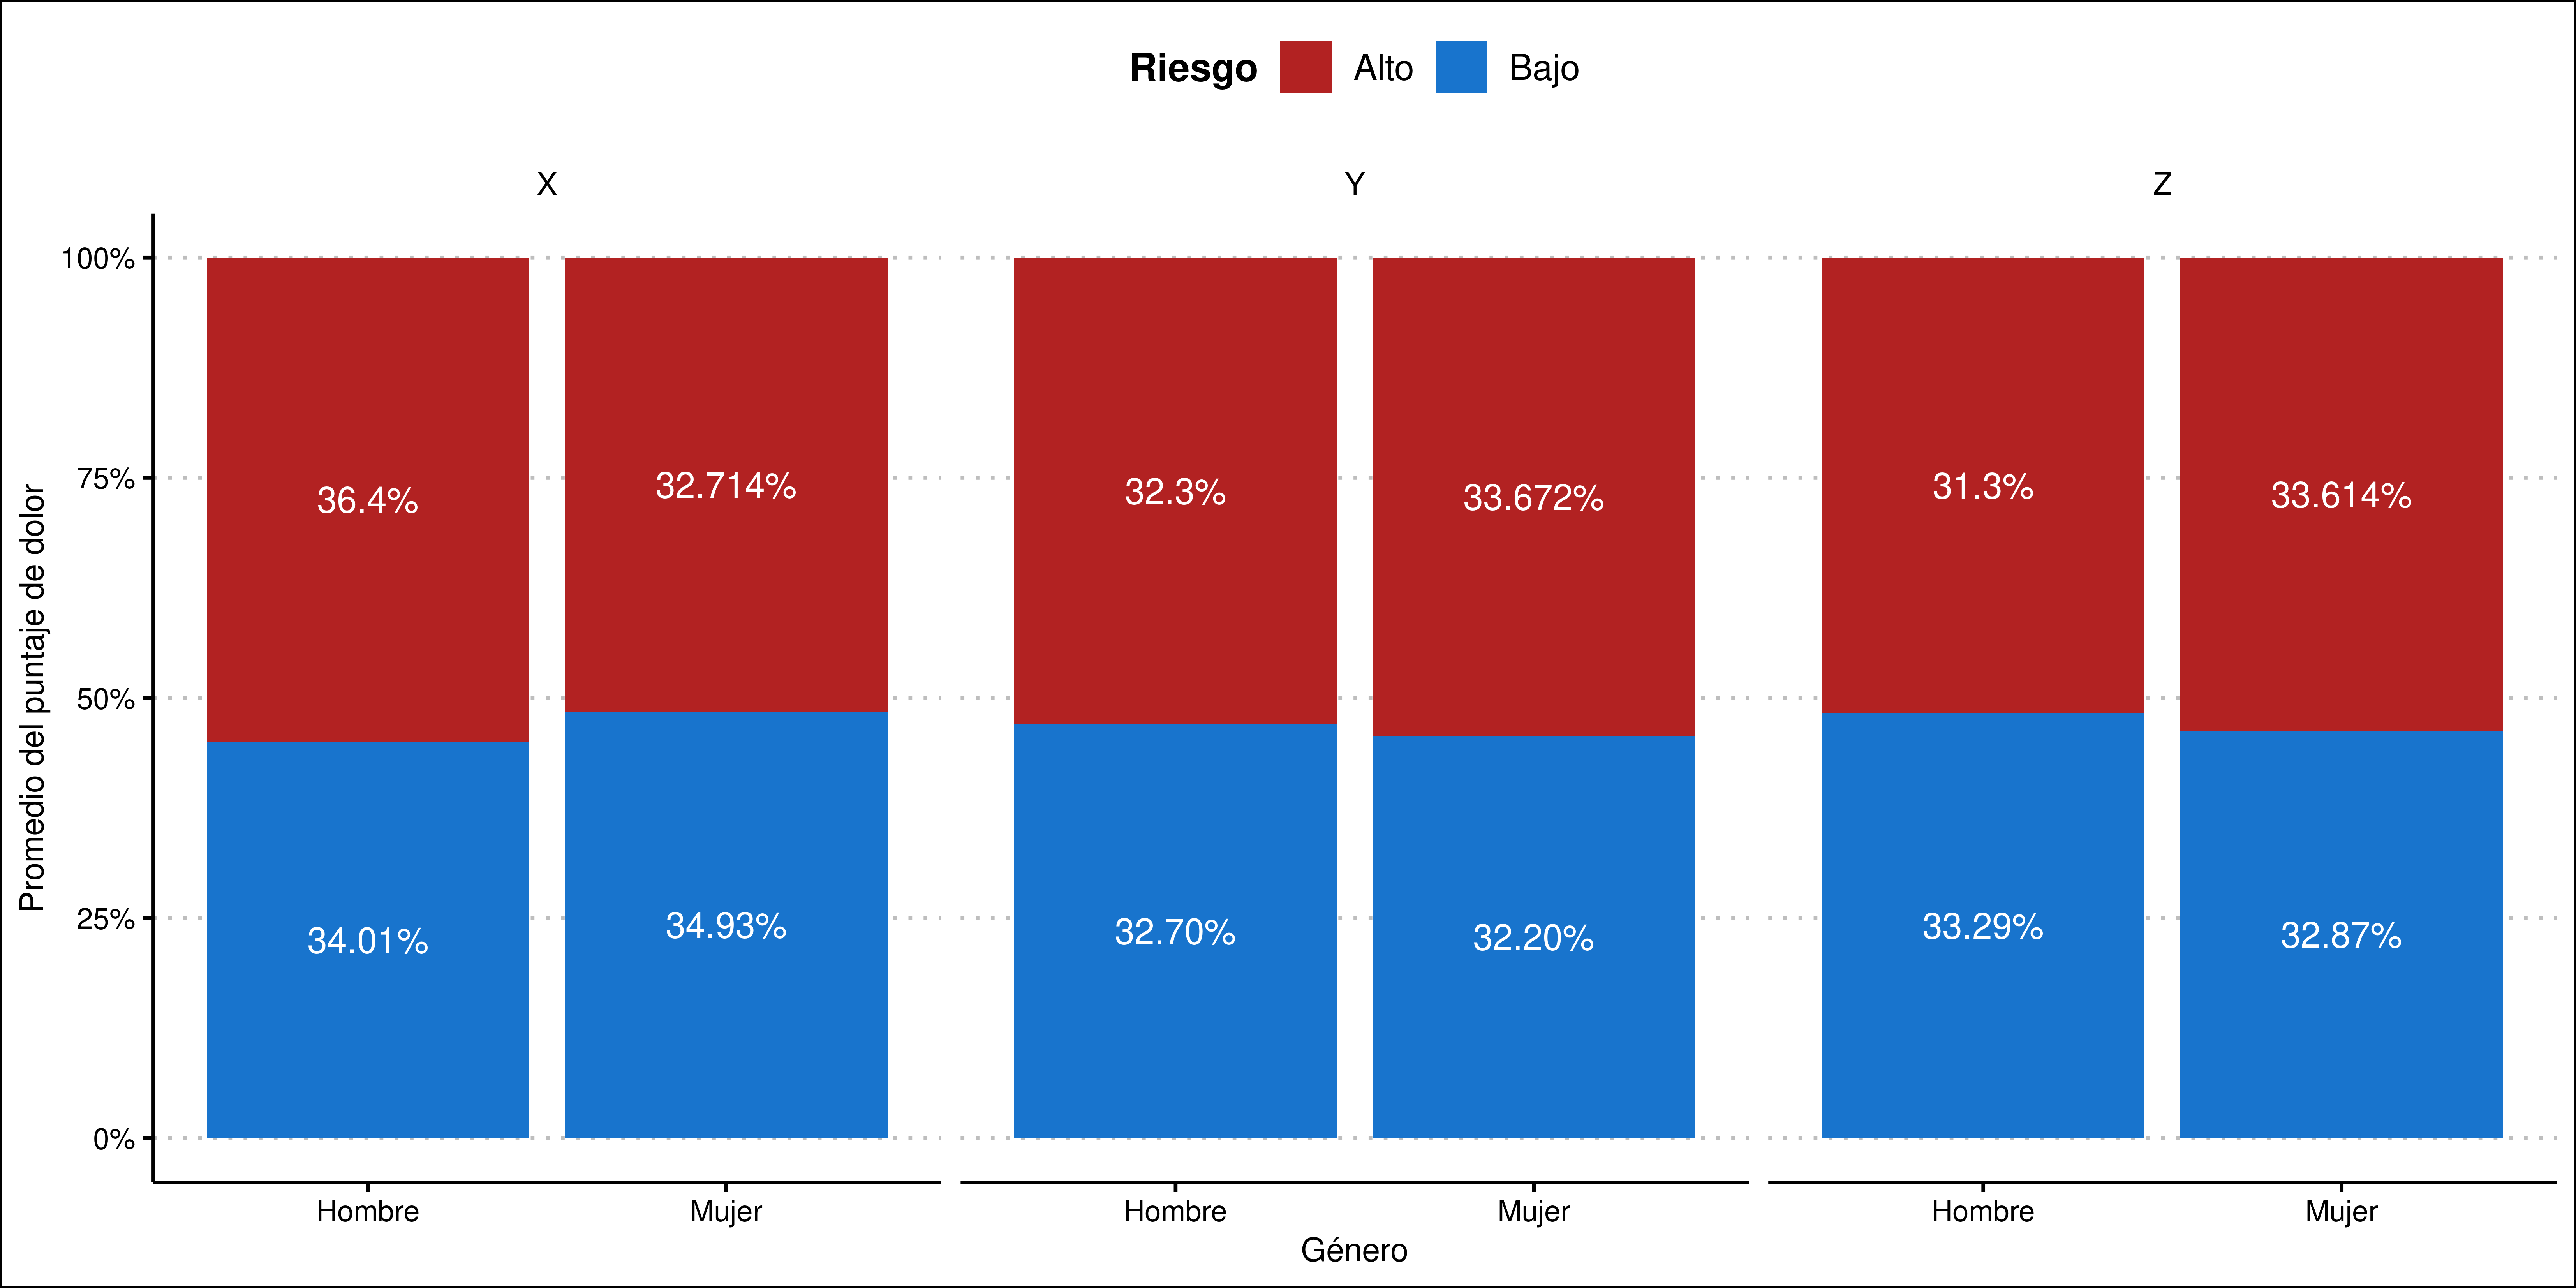 Riesgo Alto Bajo
X Y Z
100%
75%
50%
25%
0%
Promedio del puntaje de dolor
36.4% 32.714% 32.3% 33.672% 31.3% 33.614%
34.01% 34.93% 32.70% 32.20% 33.29% 32.87%
Hombre Mujer Hombre Mujer Hombre Mujer
Género